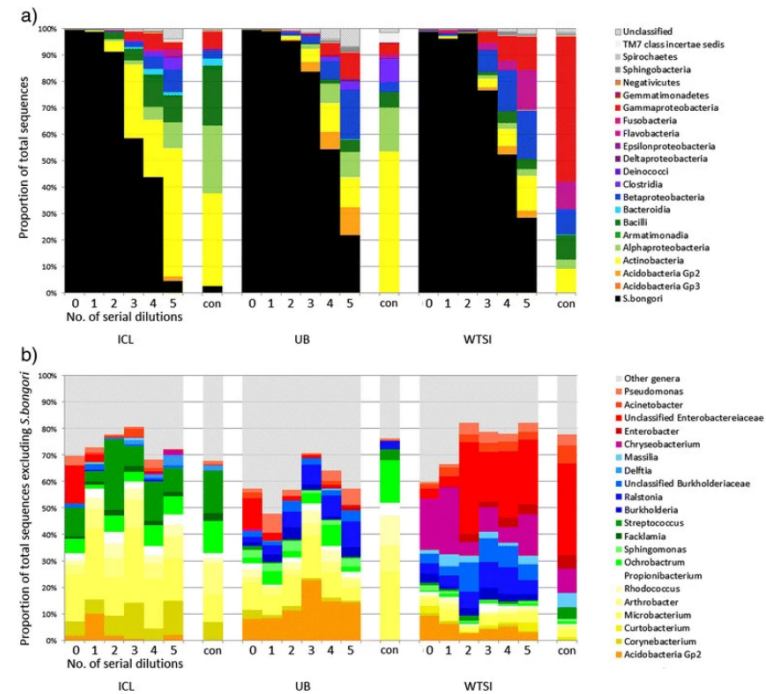 a)
Proportion of total sequences
100%
90%
80%
70%
60%
50%
40%
30%
20%
10%
0%
0 1 2 3 4 5 con 0 1 2 3 4 5 con 0 1 2 3 4 5 con
No. of serial dilutions
ICL UB WTSI
Unclassified
TM7 class incertae sedis
Spirochaetes
Sphingobacteria
Negativicutes
Gemmatimonadetes
Gammaproteobacteria
Fusobacteria
Flavobacteria
Epsilonproteobacteria
Deltaproteobacteria
Deinococci
Clostridia
Betaproteobacteria
Bacteroidia
Bacilli
Armatimonadia
Alphaproteobacteria
Actinobacteria
Acidobacteria Gp2
Acidobacteria Gp3
S.bongori
b)
Proportion of total sequences excluding S.bongori
100%
90%
80%
70%
60%
50%
40%
30%
20%
10%
0%
0 1 2 3 4 5 con 0 1 2 3 4 5 con 0 1 2 3 4 5 con
No. of serial dilutions
ICL UB WTSI
Other genera
Pseudomonas
Acinetobacter
Unclassified Enterobactereiaceae
Enterobacter
Chryseobacterium
Massilia
Delftia
Unclassified Burkholderiaceae
Ralstonia
Burkholderia
Streptococcus
Facklamia
Sphingomonas
Ochrobactrum
Propionibacterium
Rhodococcus
Arthrobacter
Microbacterium
Curtobacterium
Corynebacterium
Acidobacteria Gp2